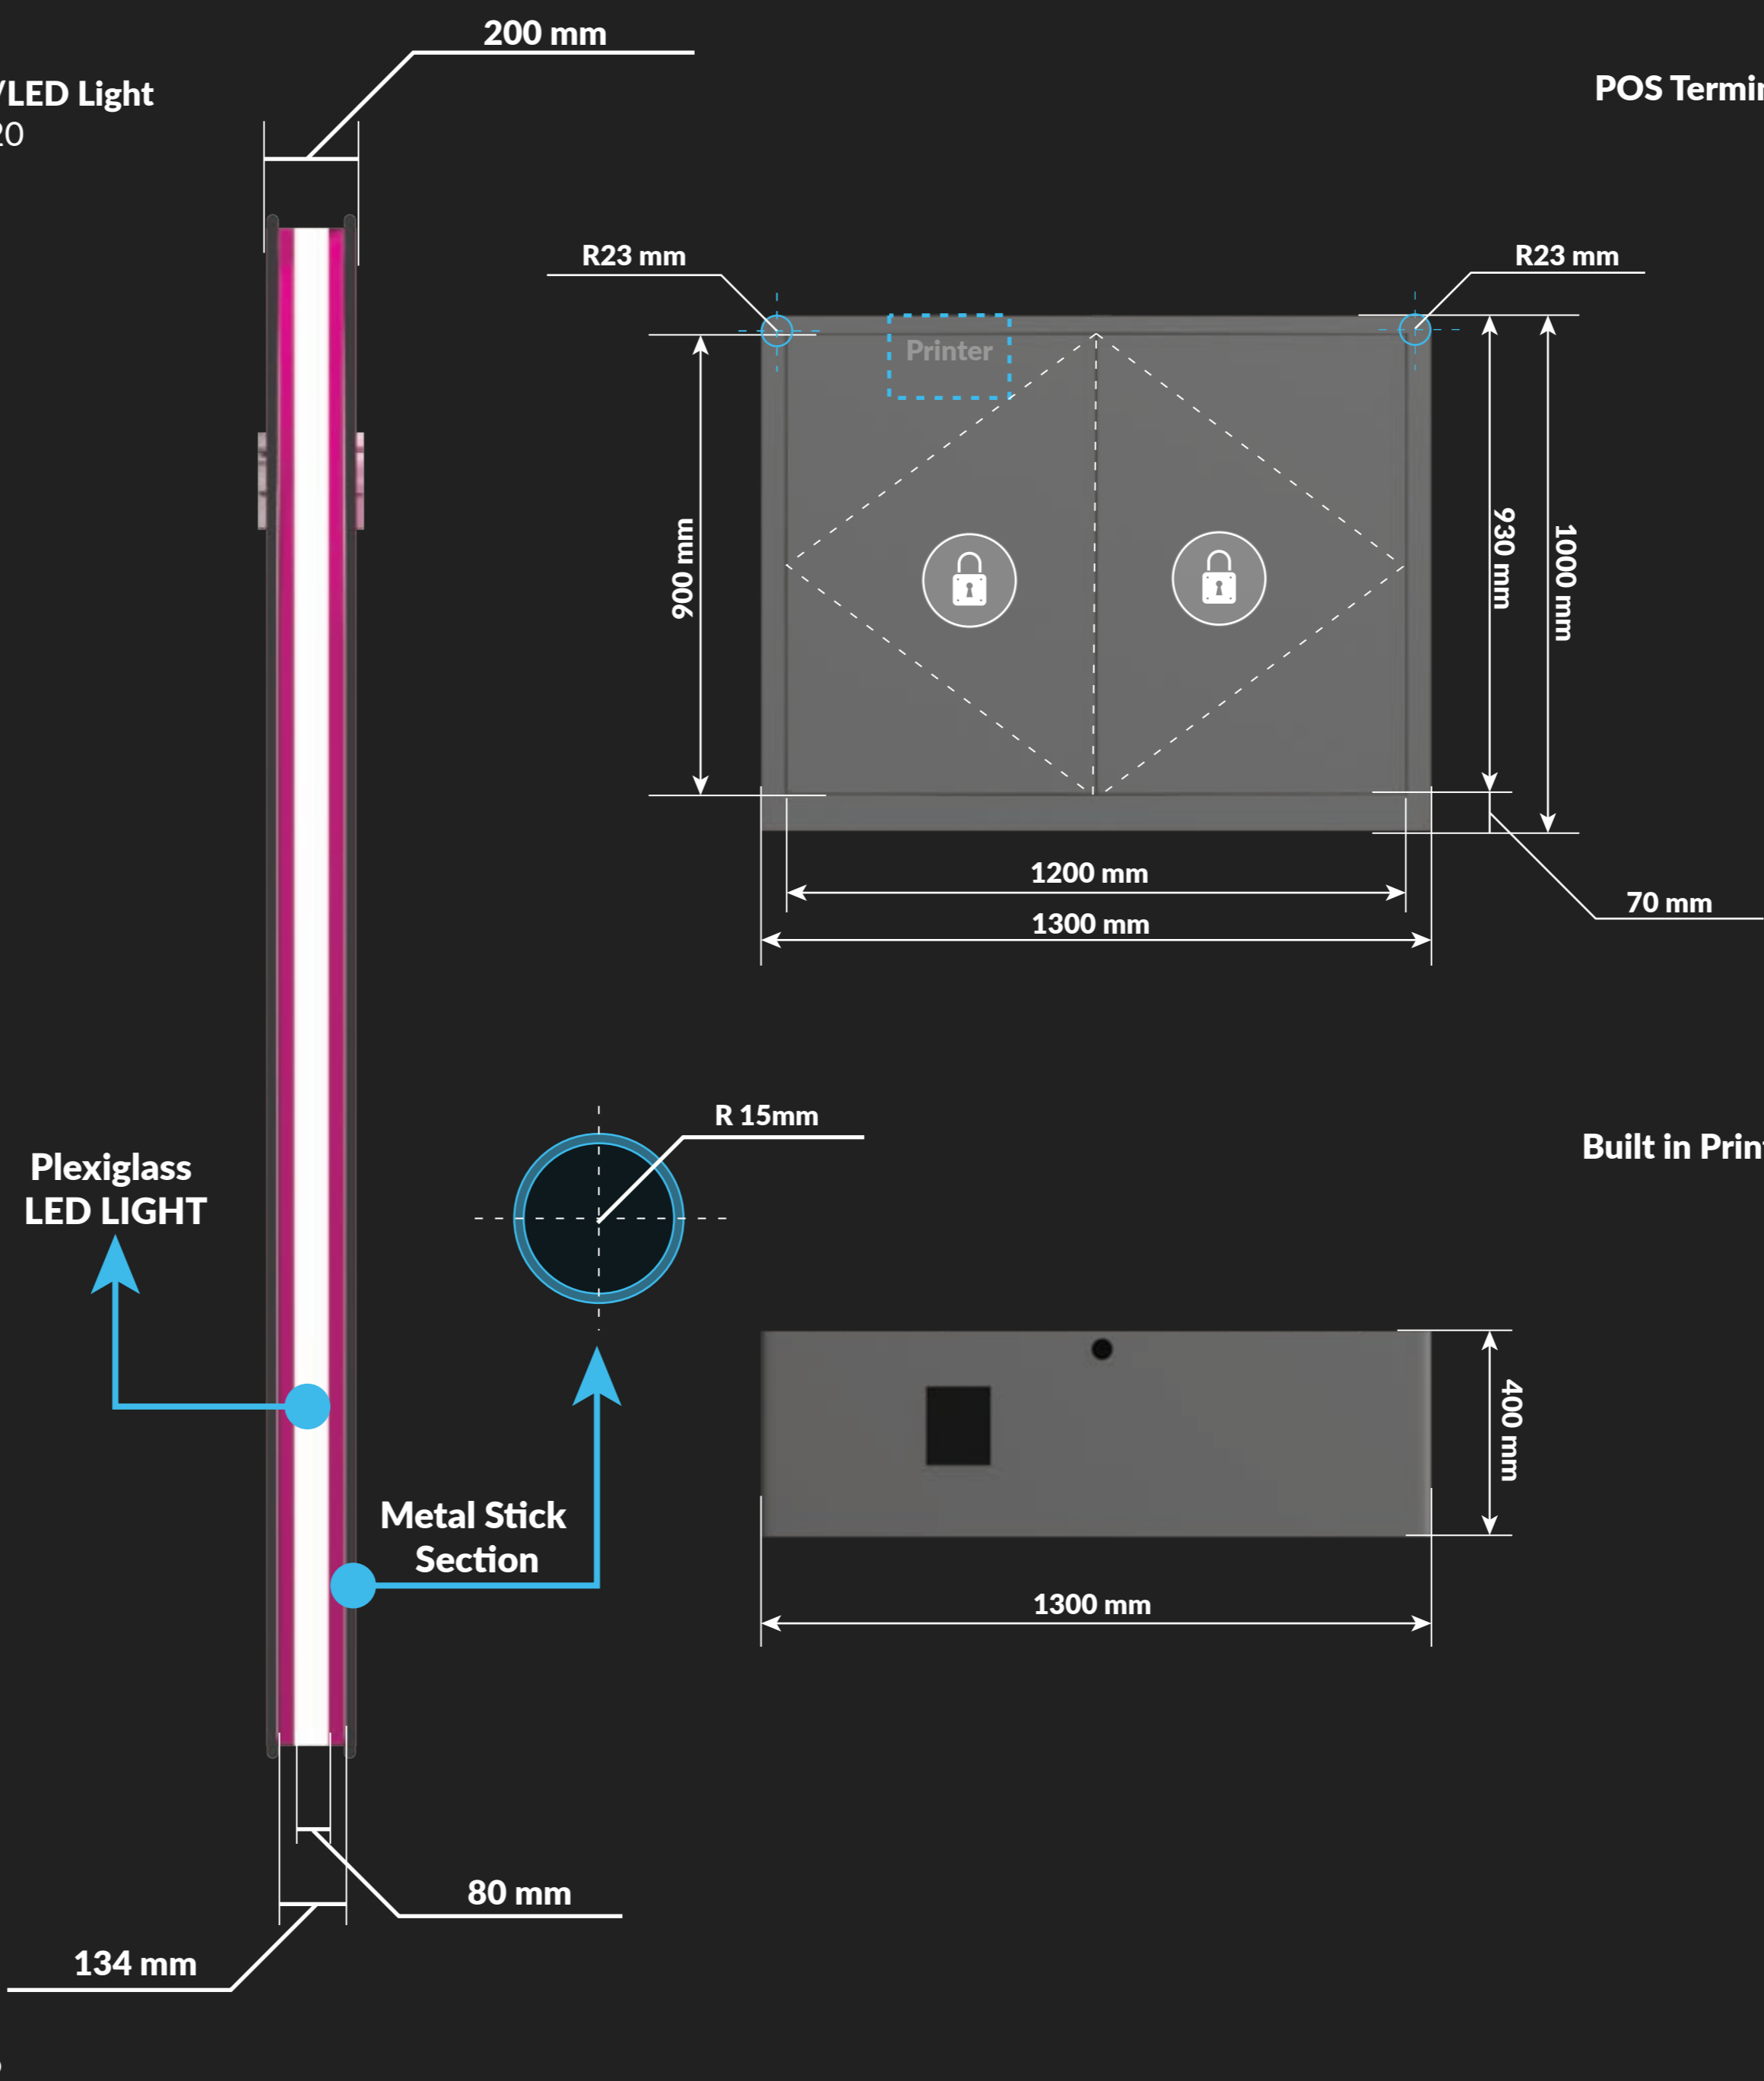 200 mm
/LED Light
20
POS Termin
R23 mm
R23 mm
Printer
900 mm
930 mm
1000 mm
1200 mm
1300 mm
70 mm
R 15mm
Plexiglass
LED LIGHT
Built in Prin
400 mm
Metal Stick
Section
1300 mm
80 mm
134 mm